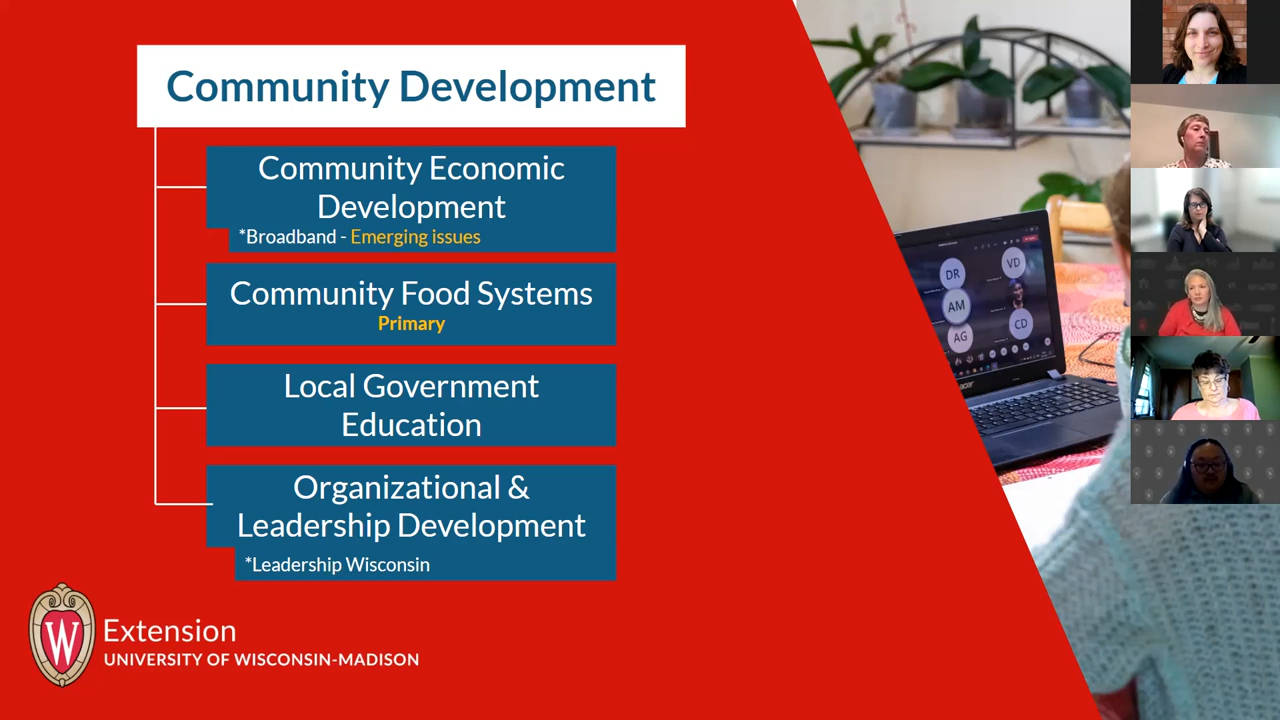 Community Development
Community Economic
Development
*Broadband - Emerging issues
Community Food Systems
Primary
Local Government
Education
Organizational &
Leadership Development
*Leadership Wisconsin
W
Extension
UNIVERSITY OF WISCONSIN-MADISON
DR
VD
AM
AG
CD
acer